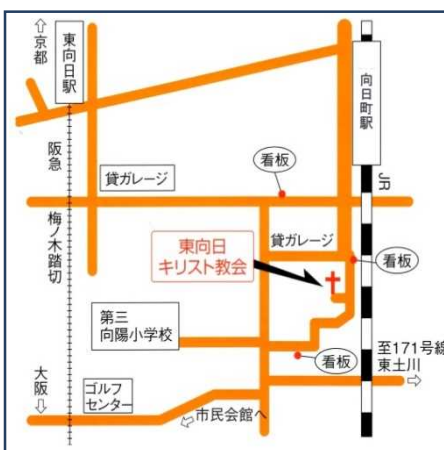 京都
東向日駅
向日町駅
阪急
貸ガレージ
看板
JR
梅ノ木踏切
貸ガレージ
東向日
キリスト教会
看板
第三
向陽小学校
看板
至171号線
東土川
大阪
ゴルフ
センター
市民会館へ